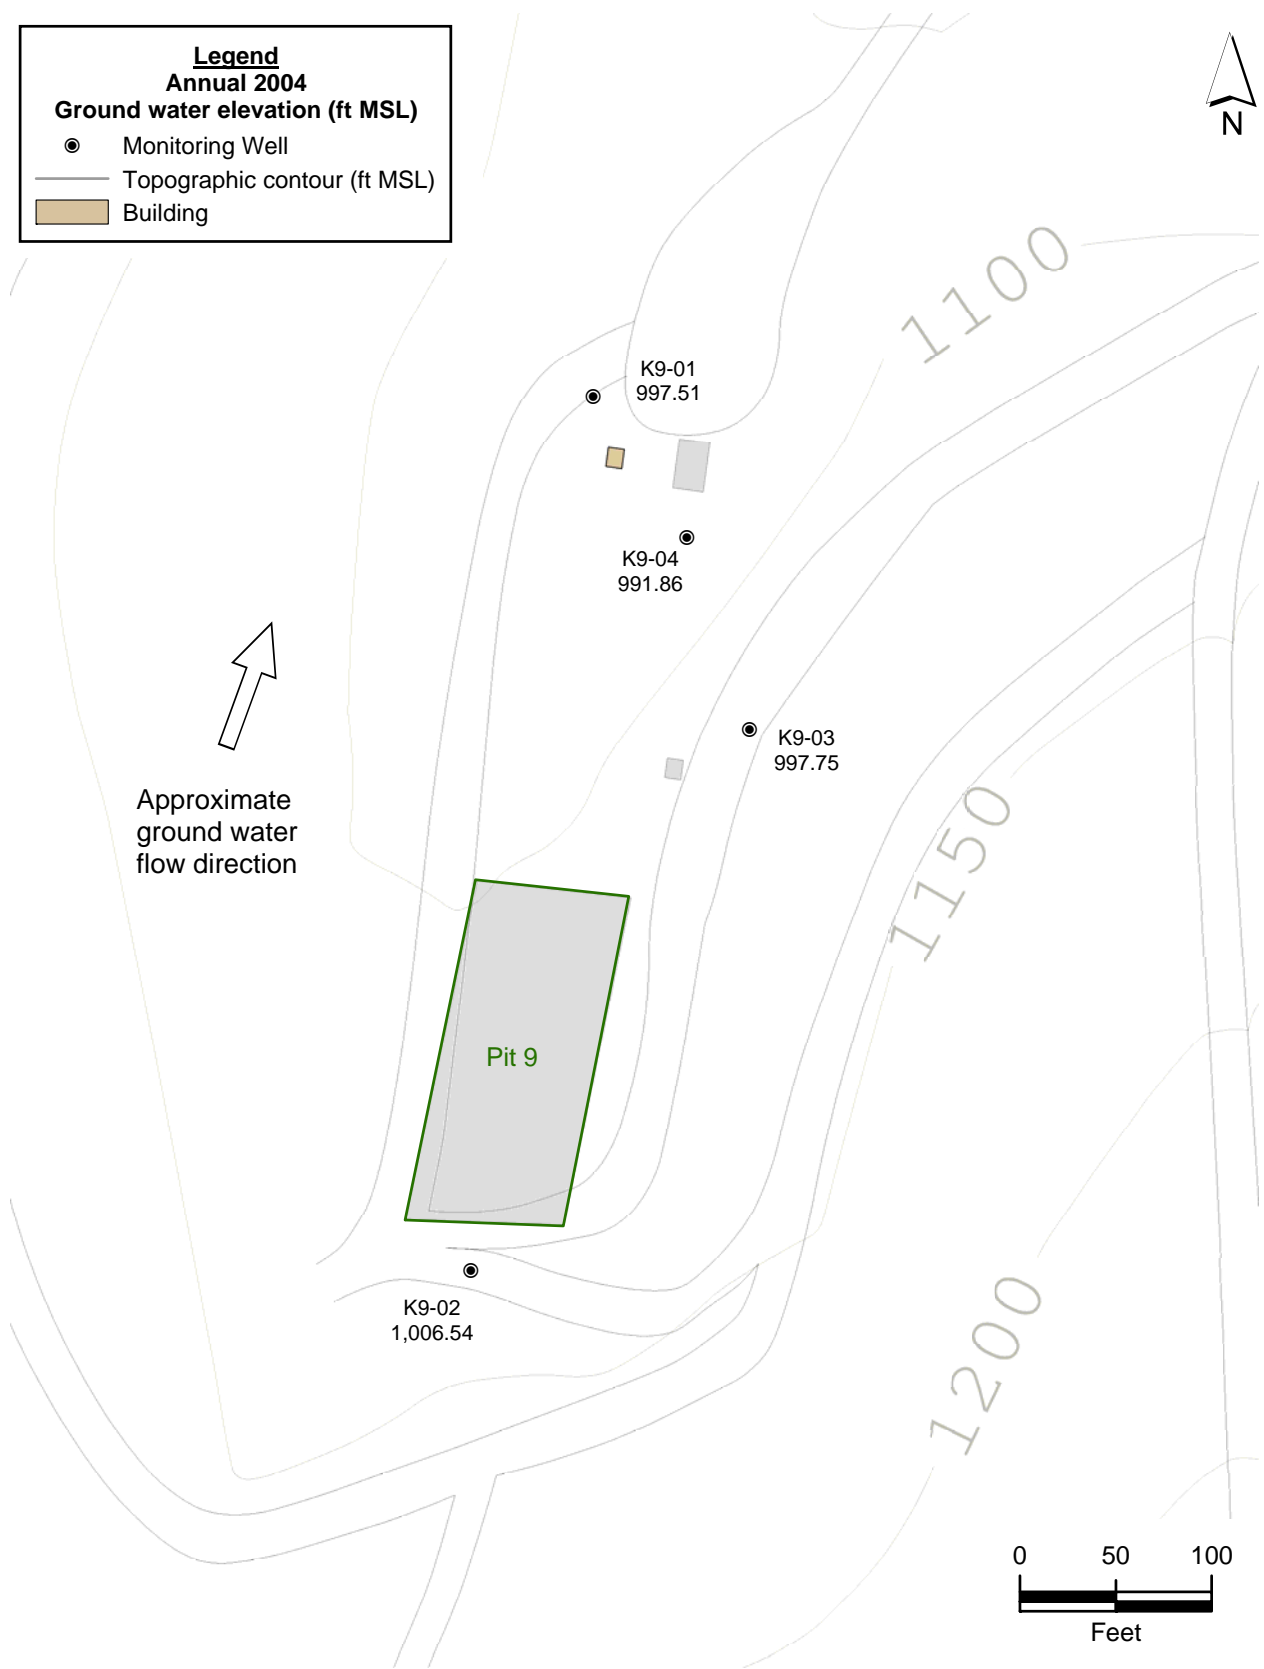 Legend
Annual 2004
Ground water elevation (ft MSL)
Monitoring Well
Topographic contour (ft MSL)
Building
N
1100
K9-01
997.51
K9-04
991.86
K9-03
997.75
Approximate
ground water
flow direction
1150
Pit 9
K9-02
1,006.54
1200
0 50 100
Feet